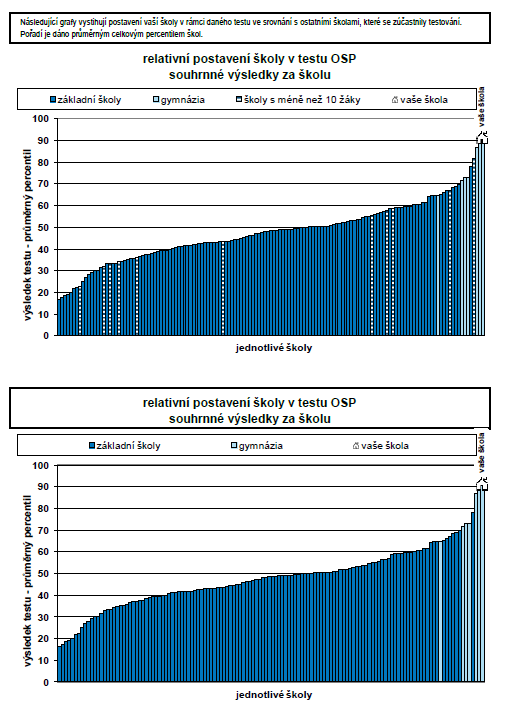 Následující grafy vystihují postavení vaší školy v rámci daného testu ve srovnání s ostatními školami, které se zúčastnily testování.
Pořadí je dáno průměrným celkovým percentilem škol.
relativní postavení školy v testu OSP
souhrnné výsledky za školu
základní školy gymnázia školy s méně než 10 žáky vaše škola
vaše škola
výsledek testu - průměrný percentil
100
90
80
70
60
50
40
30
20
10
0
jednotlivé školy
relativní postavení školy v testu OSP
souhrnné výsledky za školu
základní školy gymnázia vaše škola
vaše škola
výsledek testu - průměrný percentil
100
90
80
70
60
50
40
30
20
10
0
jednotlivé školy